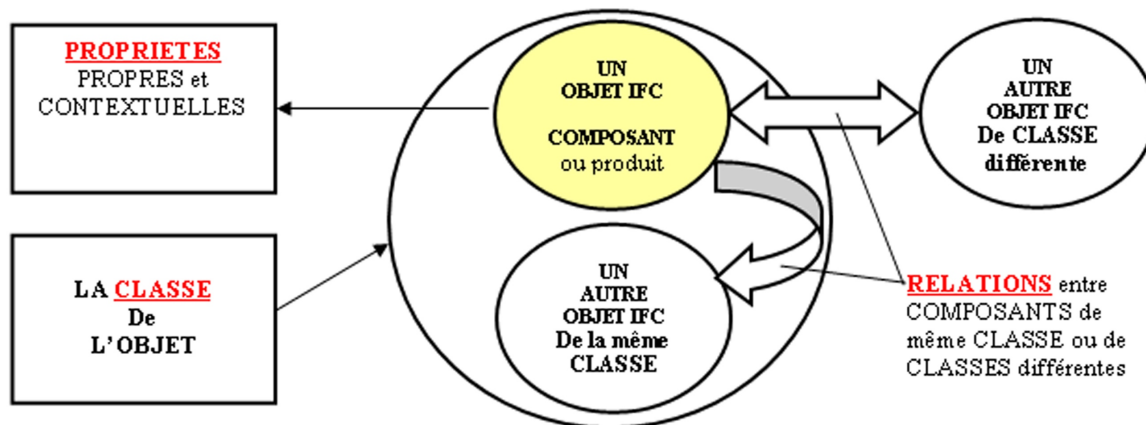 PROPRIETES
PROPRES et
CONTEXTUELLES
LA CLASSE
De
L'OBJET
UN
OBJET IFC
COMPOSANT
ou produit
UN
AUTRE
OBJET IFC
De la même
CLASSE
UN
AUTRE
OBJET IFC
De CLASSE
différente
RELATIONS entre
COMPOSANTS de
même CLASSE ou de
CLASSES différentes